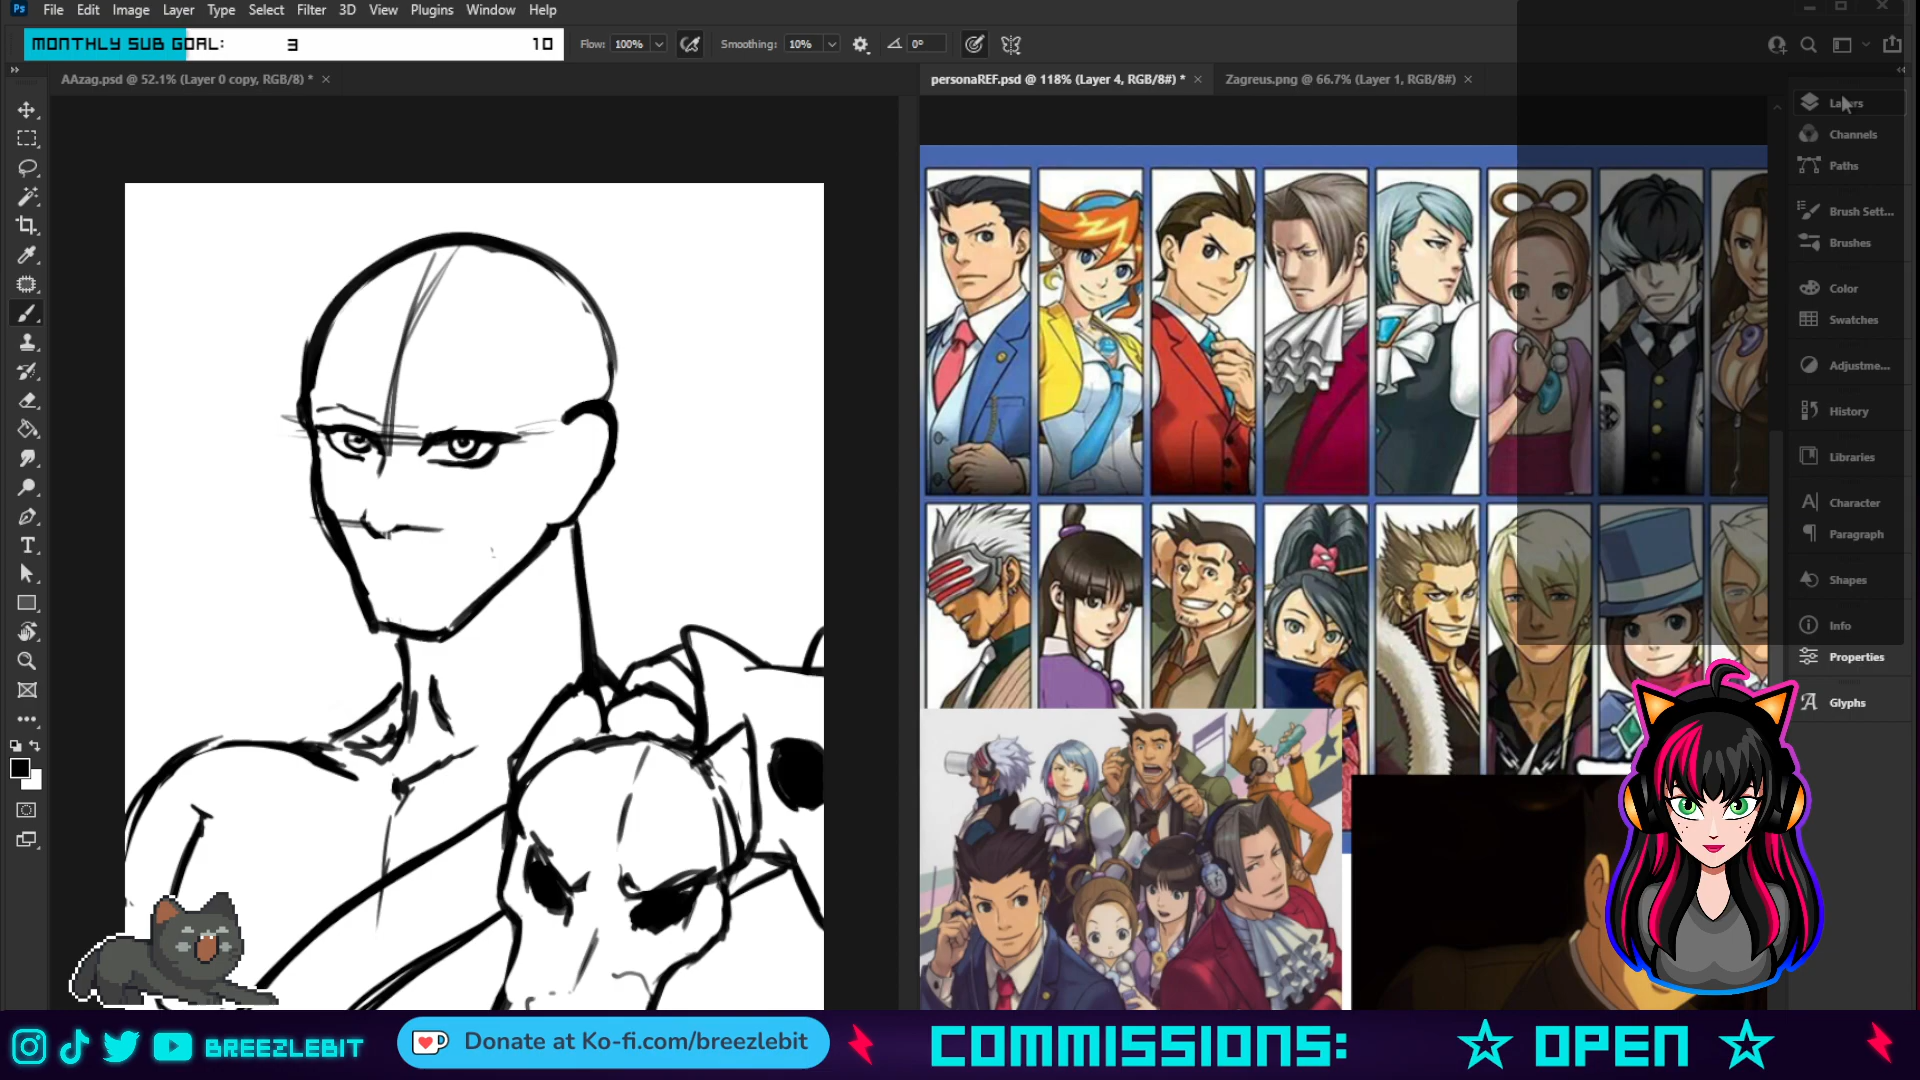 Ps File Edit Image Layer Type Select Filter 3D View Plugins Window Help
MONTHLY SUB GOAL: 3 10
Flow: 100% Smoothing: 10% 0°
AAzag.psd @ 52.1% (Layer 0 copy, RGB/8) * ×
personaREF.psd @ 118% (Layer 4, RGB/8#) * ×
Zagreus.png @ 66.7% (Layer 1, RGB/8#) ×
Layers
Channels
Paths
Brush Sett...
Brushes
Color
Swatches
Adjustme...
History
Libraries
Character
Paragraph
Shapes
Info
Properties
Glyphs
BREEZLEBIT
Donate at Ko-fi.com/breezlebit
COMMISSIONS: OPEN